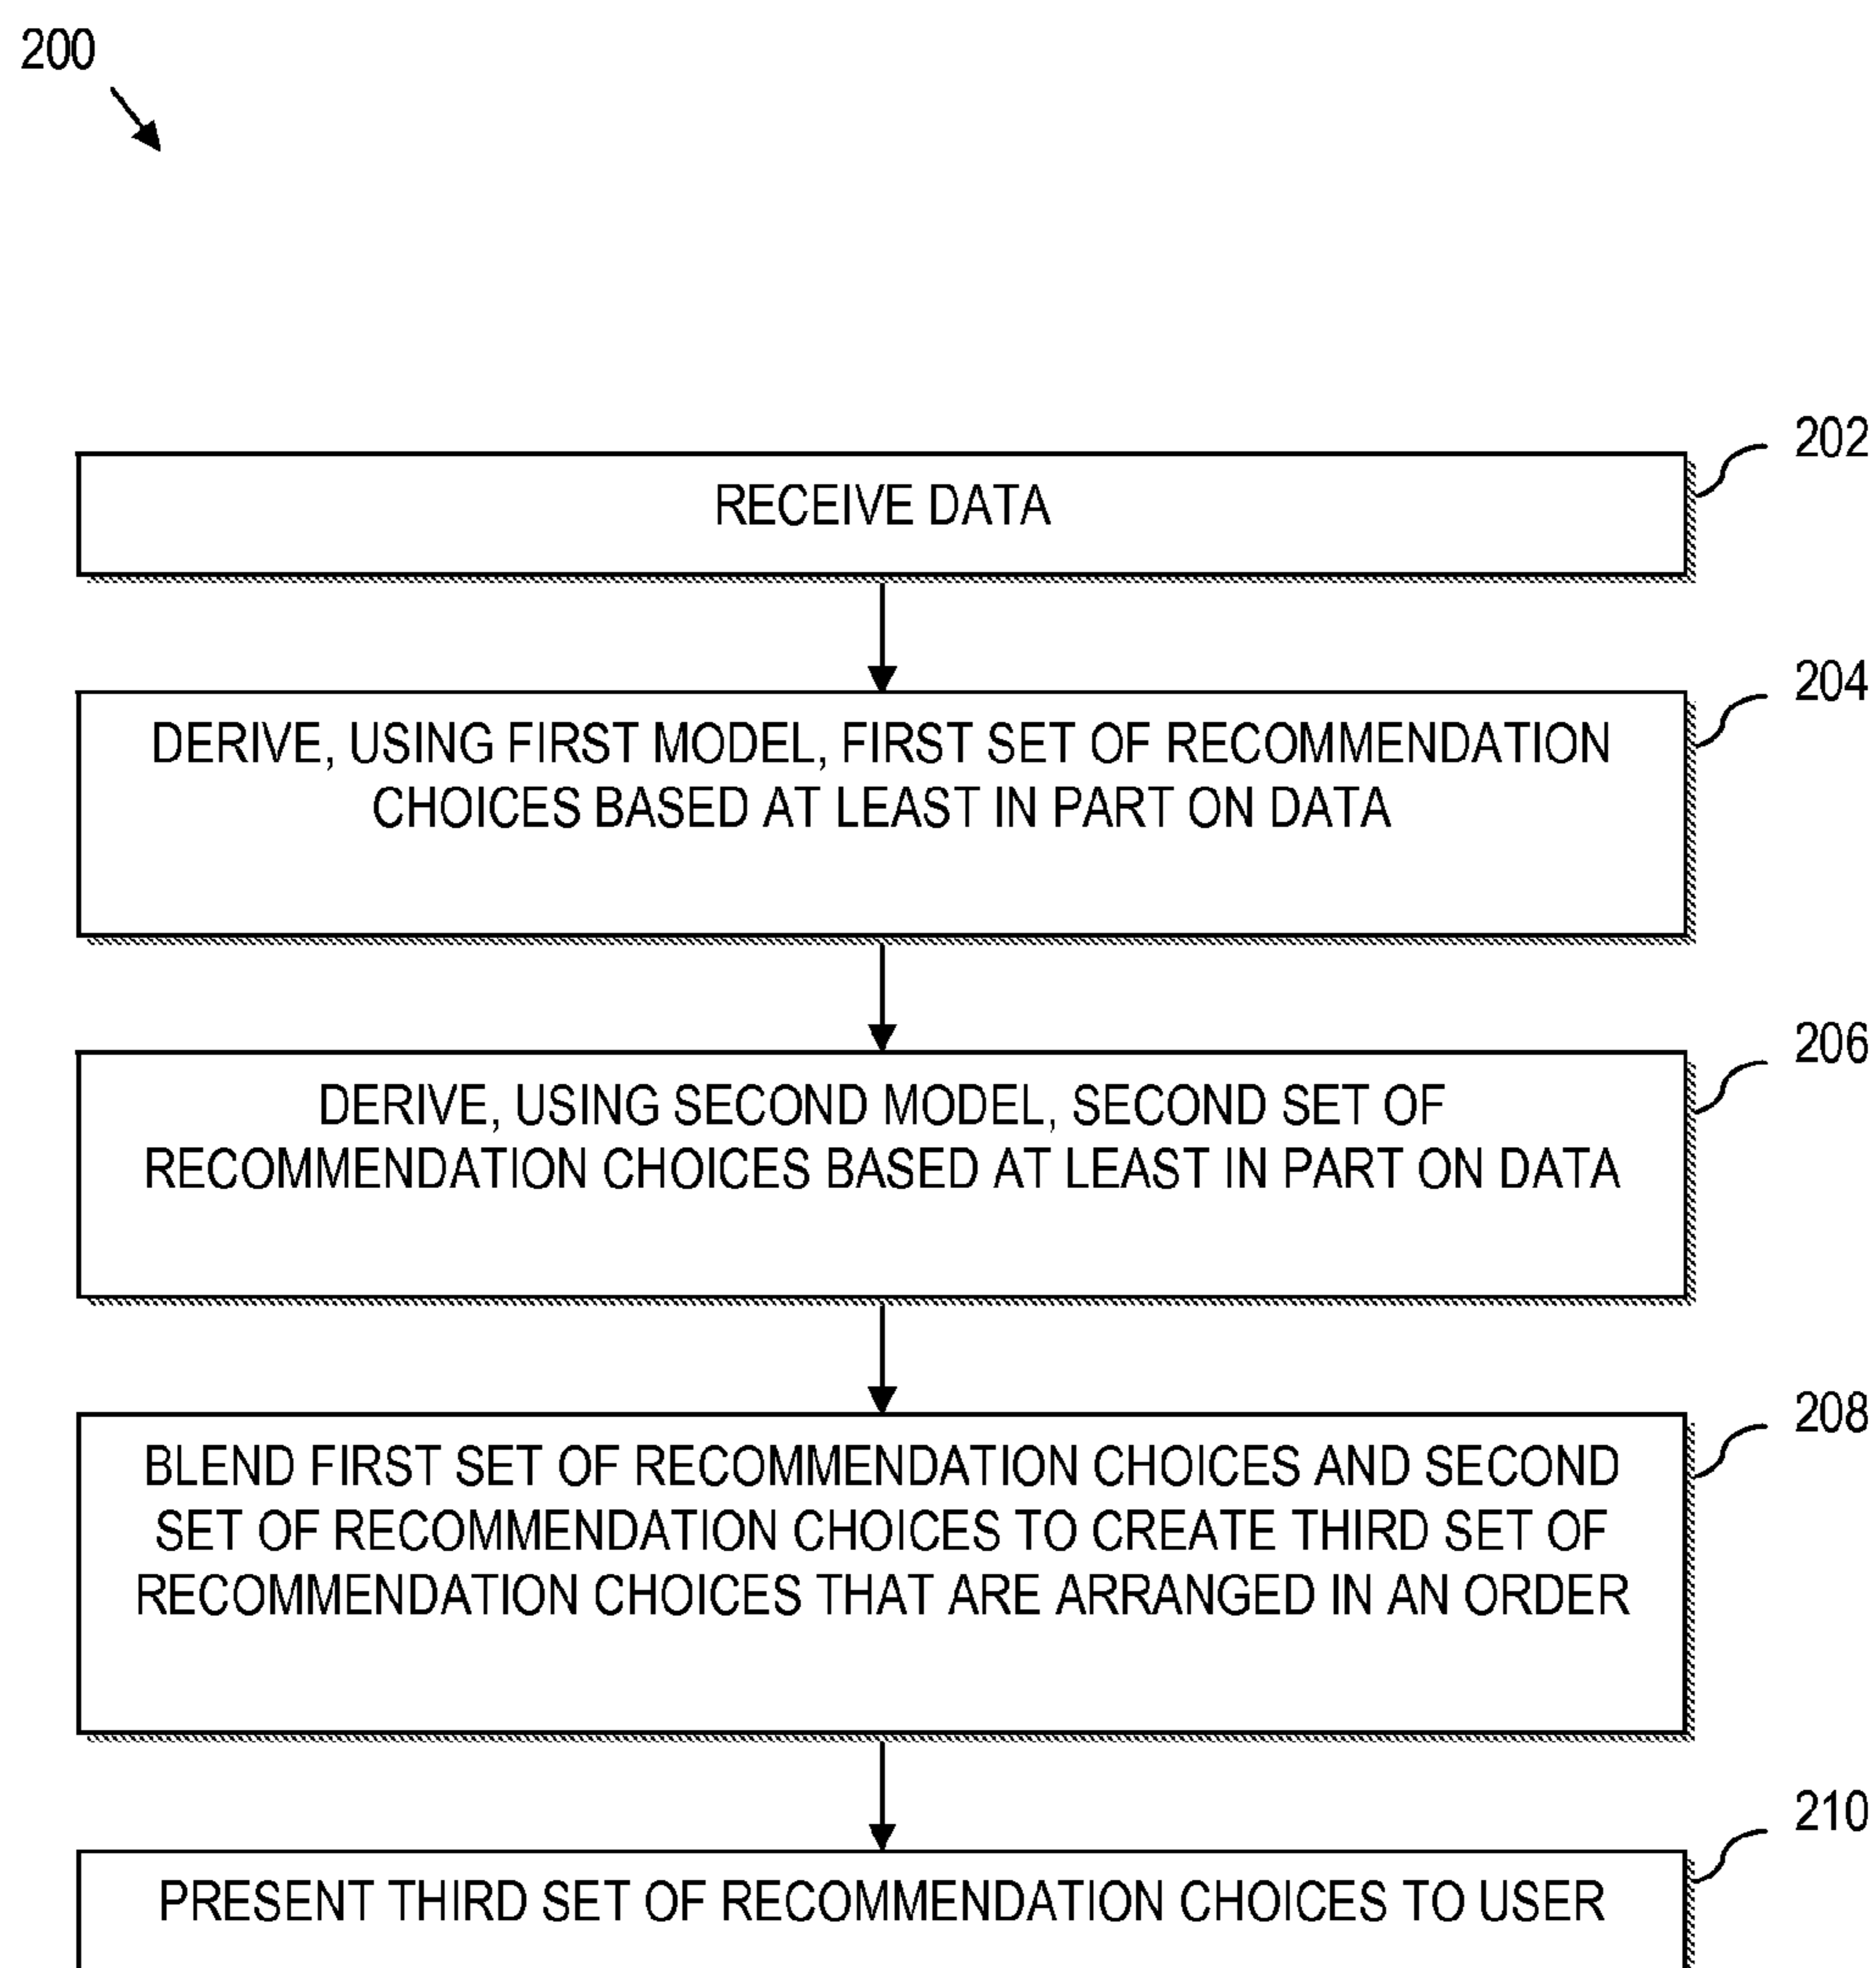 200
202
RECEIVE DATA
204
DERIVE, USING FIRST MODEL, FIRST SET OF RECOMMENDATION
CHOICES BASED AT LEAST IN PART ON DATA
206
DERIVE, USING SECOND MODEL, SECOND SET OF
RECOMMENDATION CHOICES BASED AT LEAST IN PART ON DATA
208
BLEND FIRST SET OF RECOMMENDATION CHOICES AND SECOND
SET OF RECOMMENDATION CHOICES TO CREATE THIRD SET OF
RECOMMENDATION CHOICES THAT ARE ARRANGED IN AN ORDER
210
PRESENT THIRD SET OF RECOMMENDATION CHOICES TO USER